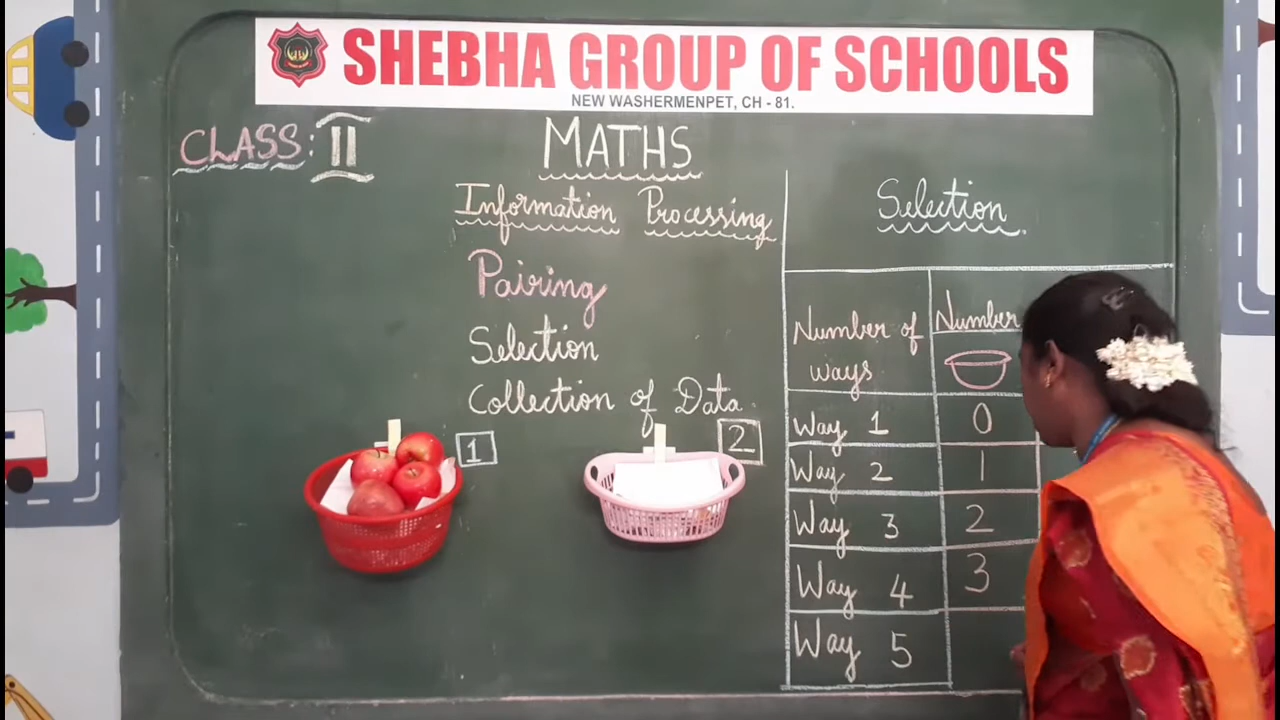 SHEBHA GROUP OF SCHOOLS
NEW WASHERMENPET, CH - 81.
CLASS: II
MATHS
Information Processing
Pairing
Selection
Collection of Data.
1
2
Selection
Number of ways
Number
Way 1 0
Way 2 1
Way 3 2
Way 4 3
Way 5